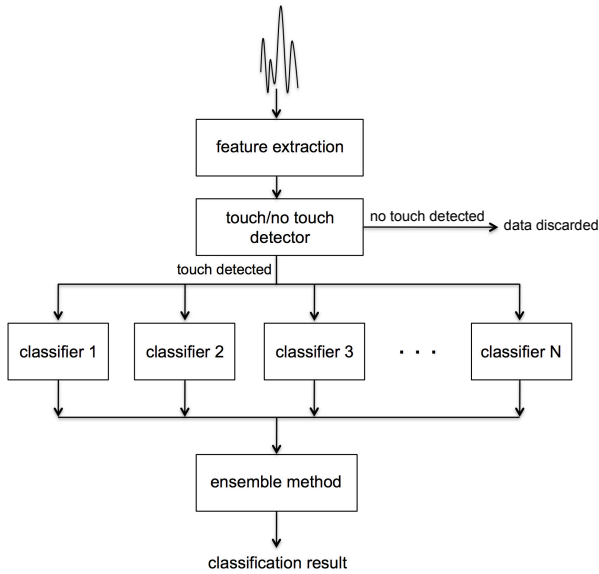 feature extraction
touch/no touch
detector
no touch detected
data discarded
touch detected
classifier 1
classifier 2
classifier 3
. . .
classifier N
ensemble method
classification result